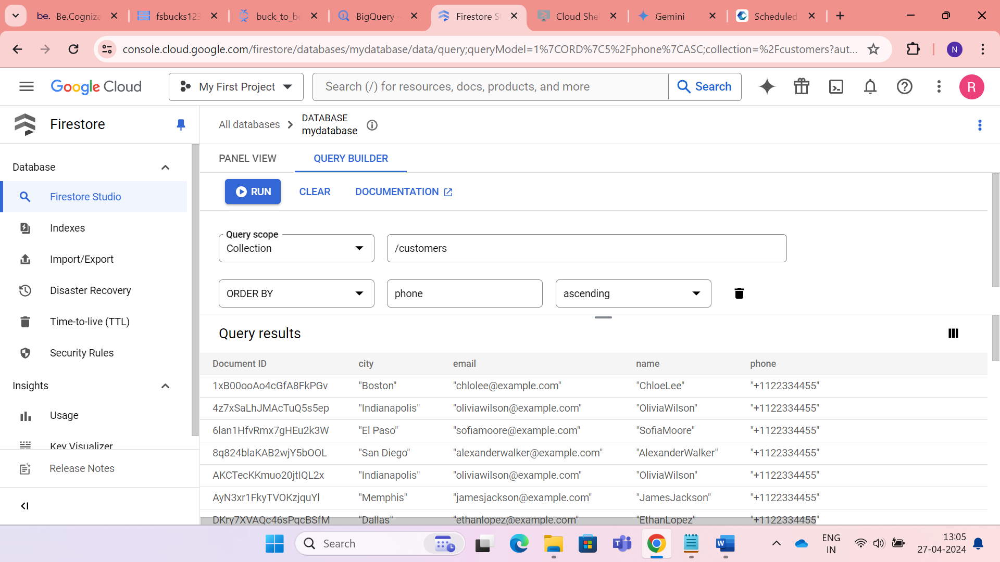 be. Be.Cogniza
fsbucks123
buck_to_bc
BigQuery –
Firestore S
Cloud She
Gemini
Scheduled
console.cloud.google.com/firestore/databases/mydatabase/data/query;queryModel=1%7CORD%7C5%2Fphone%7CASC;collection=%2Fcustomers?aut...
N
Google Cloud
My First Project
Search (/) for resources, docs, products, and more
Search
R
Firestore
All databases
DATABASE
mydatabase
PANEL VIEW
QUERY BUILDER
Database
Firestore Studio
Indexes
Import/Export
Disaster Recovery
Time-to-live (TTL)
Security Rules
Insights
Usage
Key Visualizer
Release Notes
RUN
CLEAR
DOCUMENTATION
Query scope
Collection
/customers
ORDER BY
phone
ascending
Query results
Document ID city email name phone
1xB00ooAo4cGfA8FkPGv "Boston" "chlolee@example.com" "ChloeLee" "+1122334455"
4z7xSaLhJMAcTuQ5s5ep "Indianapolis" "oliviawilson@example.com" "OliviaWilson" "+1122334455"
6lan1HfvRmx7gHEu2k3W "El Paso" "sofiamoore@example.com" "SofiaMoore" "+1122334455"
8q824blaKAB2wjY5bOOL "San Diego" "alexanderwalker@example.com" "AlexanderWalker" "+1122334455"
AKCTecKKmuo20jtIQL2x "Indianapolis" "oliviawilson@example.com" "OliviaWilson" "+1122334455"
AyN3xr1FkyTVOKzjquYl "Memphis" "jamesjackson@example.com" "JamesJackson" "+1122334455"
DKry7XVAQc46sPqcBSfM "Dallas" "ethanlopez@example.com" "EthanLopez" "+1122334455"
Search
ENG
IN
13:05
27-04-2024